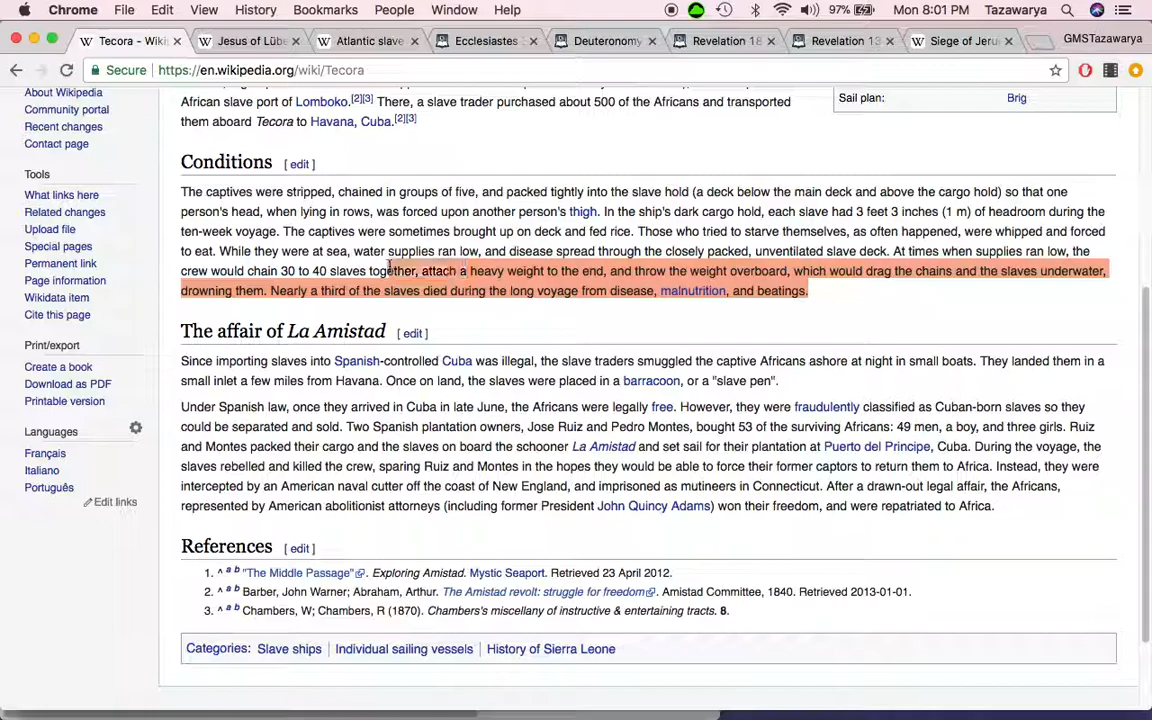 Chrome File Edit View History Bookmarks People Window Help 97% Mon 8:01 PM Tazawarya
Tecora - Wiki Jesus of Lübe Atlantic slave Ecclesiastes Deuteronomy Revelation 18 Revelation 13 Siege of Jeru GMSTazawarya
Secure https://en.wikipedia.org/wiki/Tecora
About Wikipedia
Community portal
Recent changes
Contact page
Tools
What links here
Related changes
Upload file
Special pages
Permanent link
Page information
Wikidata item
Cite this page
Print/export
Create a book
Download as PDF
Printable version
Languages
Français
Italiano
Português
Edit links
African slave port of Lomboko.[2][3] There, a slave trader purchased about 500 of the Africans and transported
them aboard Tecora to Havana, Cuba.[2][3]
Sail plan: Brig
Conditions [ edit ]
The captives were stripped, chained in groups of five, and packed tightly into the slave hold (a deck below the main deck and above the cargo hold) so that one
person's head, when lying in rows, was forced upon another person's thigh. In the ship's dark cargo hold, each slave had 3 feet 3 inches (1 m) of headroom during the
ten-week voyage. The captives were sometimes brought up on deck and fed rice. Those who tried to starve themselves, as often happened, were whipped and forced
to eat. While they were at sea, water supplies ran low, and disease spread through the closely packed, unventilated slave deck. At times when supplies ran low, the
crew would chain 30 to 40 slaves together, attach a heavy weight to the end, and throw the weight overboard, which would drag the chains and the slaves underwater,
drowning them. Nearly a third of the slaves died during the long voyage from disease, malnutrition, and beatings.
The affair of La Amistad [ edit ]
Since importing slaves into Spanish-controlled Cuba was illegal, the slave traders smuggled the captive Africans ashore at night in small boats. They landed them in a
small inlet a few miles from Havana. Once on land, the slaves were placed in a barracoon, or a "slave pen".
Under Spanish law, once they arrived in Cuba in late June, the Africans were legally free. However, they were fraudulently classified as Cuban-born slaves so they
could be separated and sold. Two Spanish plantation owners, Jose Ruiz and Pedro Montes, bought 53 of the surviving Africans: 49 men, a boy, and three girls. Ruiz
and Montes packed their cargo and the slaves on board the schooner La Amistad and set sail for their plantation at Puerto del Principe, Cuba. During the voyage, the
slaves rebelled and killed the crew, sparing Ruiz and Montes in the hopes they would be able to force their former captors to return them to Africa. Instead, they were
intercepted by an American naval cutter off the coast of New England, and imprisoned as mutineers in Connecticut. After a drawn-out legal affair, the Africans,
represented by American abolitionist attorneys (including former President John Quincy Adams) won their freedom, and were repatriated to Africa.
References [ edit ]
1. ^ a b "The Middle Passage". Exploring Amistad. Mystic Seaport. Retrieved 23 April 2012.
2. ^ a b Barber, John Warner; Abraham, Arthur. The Amistad revolt: struggle for freedom. Amistad Committee, 1840. Retrieved 2013-01-01.
3. ^ a b Chambers, W; Chambers, R (1870). Chambers's miscellany of instructive & entertaining tracts. 8.
Categories: Slave ships | Individual sailing vessels | History of Sierra Leone